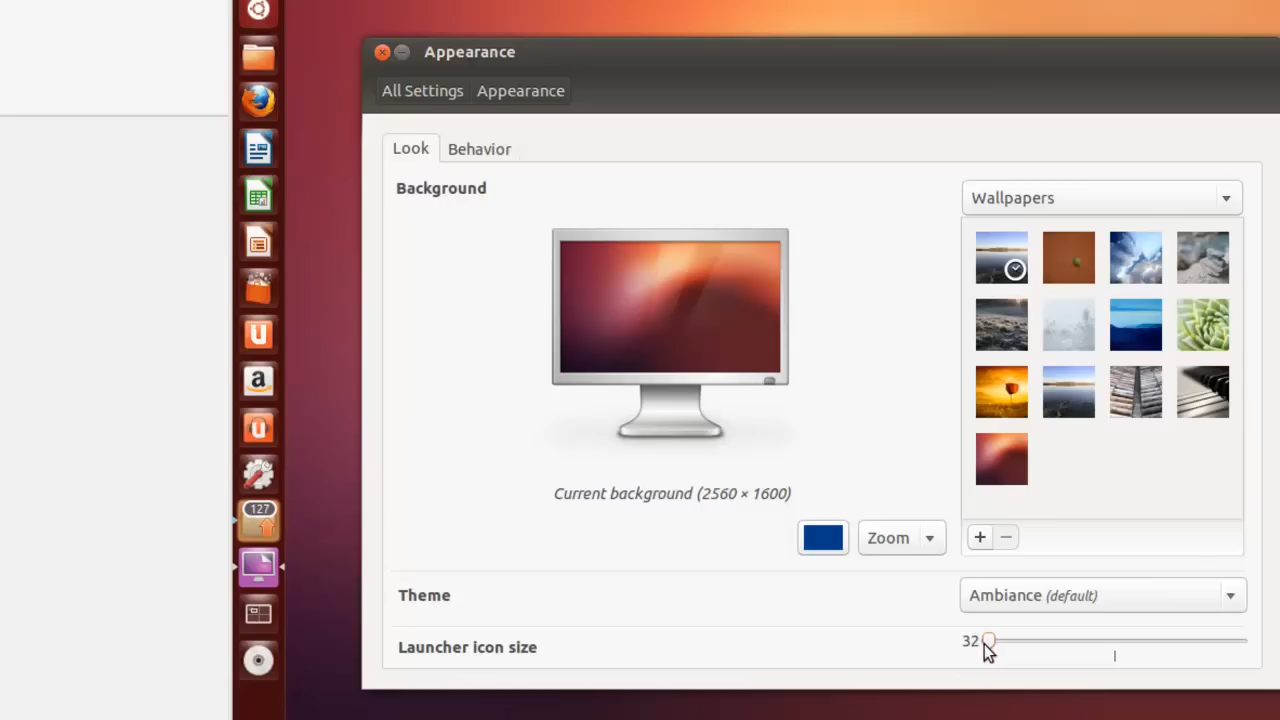 Appearance
All Settings Appearance
Look Behavior
Background
Wallpapers
Current background (2560 × 1600)
Zoom
Theme
Ambiance (default)
Launcher icon size
32
U
a
U
127